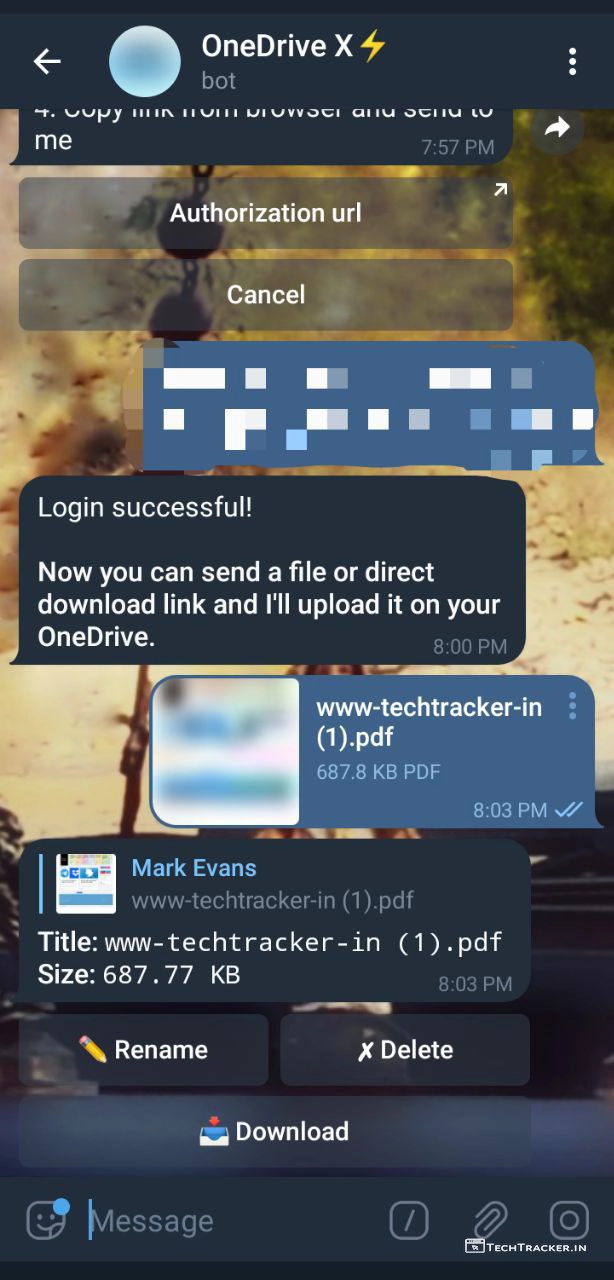 OneDrive X⚡
bot
4. Copy link from browser and send to
me
7:57 PM
Authorization url
Cancel
Login successful!
Now you can send a file or direct
download link and I'll upload it on your
OneDrive.
8:00 PM
www-techtracker-in
(1).pdf
687.8 KB PDF
8:03 PM
Mark Evans
www-techtracker-in (1).pdf
Title: www-techtracker-in (1).pdf
Size: 687.77 KB
8:03 PM
✏️ Rename
✗ Delete
📥 Download
Message
TECHTRACKER.IN